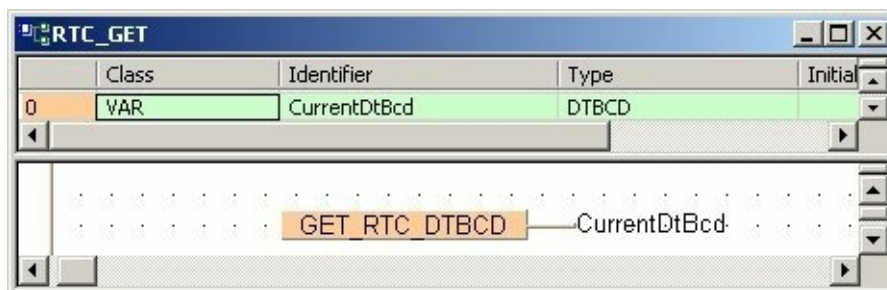 RTC_GET
Class Identifier Type Initial
0 VAR CurrentDtBcd DTBCD
GET_RTC_DTBCD CurrentDtBcd